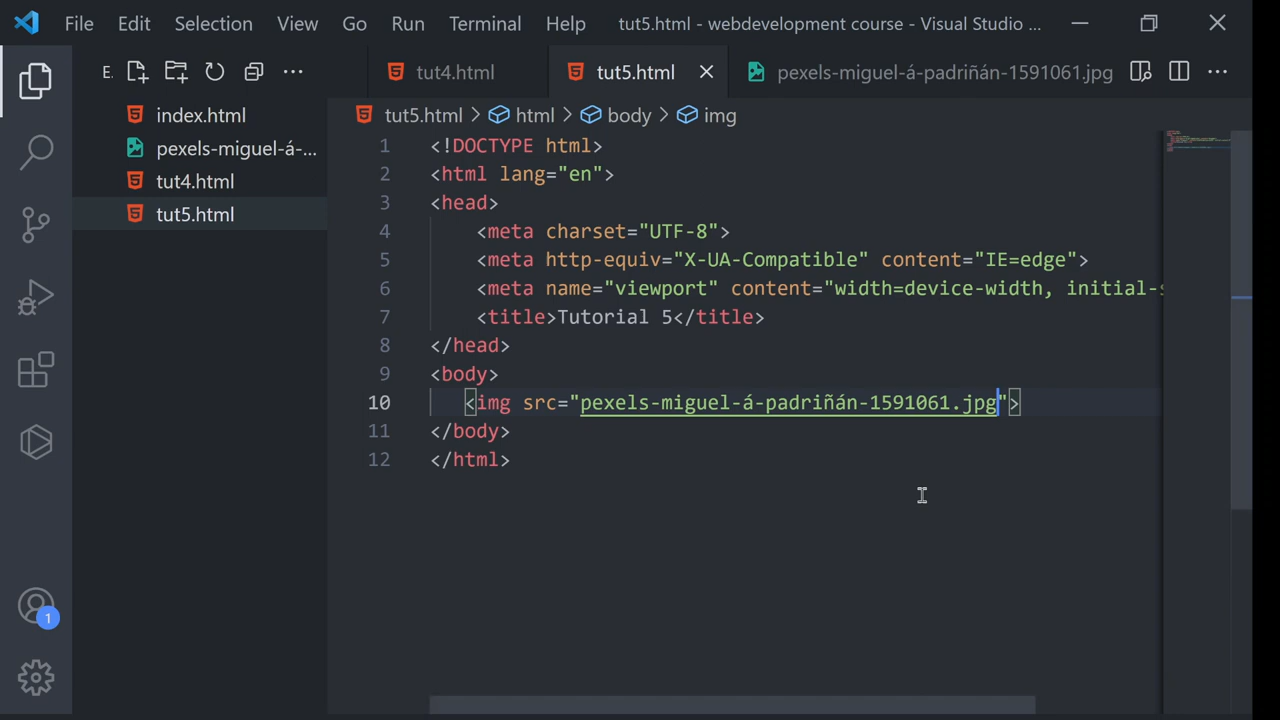 File Edit Selection View Go Run Terminal Help tut5.html - webdevelopment course - Visual Studio ...
E.
tut4.html tut5.html pexels-miguel-á-padriñán-1591061.jpg
index.html
pexels-miguel-á-...
tut4.html
tut5.html
tut5.html > html > body > img
1 <!DOCTYPE html>
2 <html lang="en">
3 <head>
4 <meta charset="UTF-8">
5 <meta http-equiv="X-UA-Compatible" content="IE=edge">
6 <meta name="viewport" content="width=device-width, initial-s
7 <title>Tutorial 5</title>
8 </head>
9 <body>
10 <img src="pexels-miguel-á-padriñán-1591061.jpg">
11 </body>
12 </html>
1